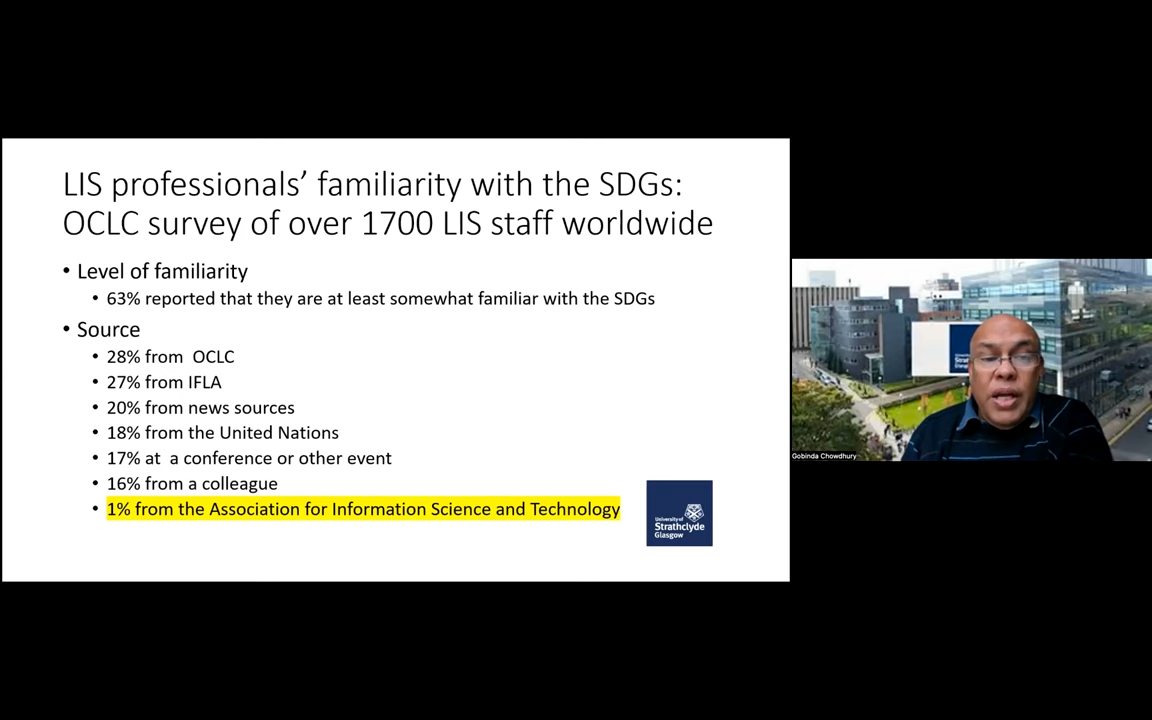 LIS professionals’ familiarity with the SDGs:
OCLC survey of over 1700 LIS staff worldwide
• Level of familiarity
• 63% reported that they are at least somewhat familiar with the SDGs
• Source
• 28% from  OCLC
• 27% from IFLA
• 20% from news sources
• 18% from the United Nations
• 17% at  a conference or other event
• 16% from a colleague
• 1% from the Association for Information Science and Technology
University of
Strathclyde
Glasgow
Gobinda Chowdhury